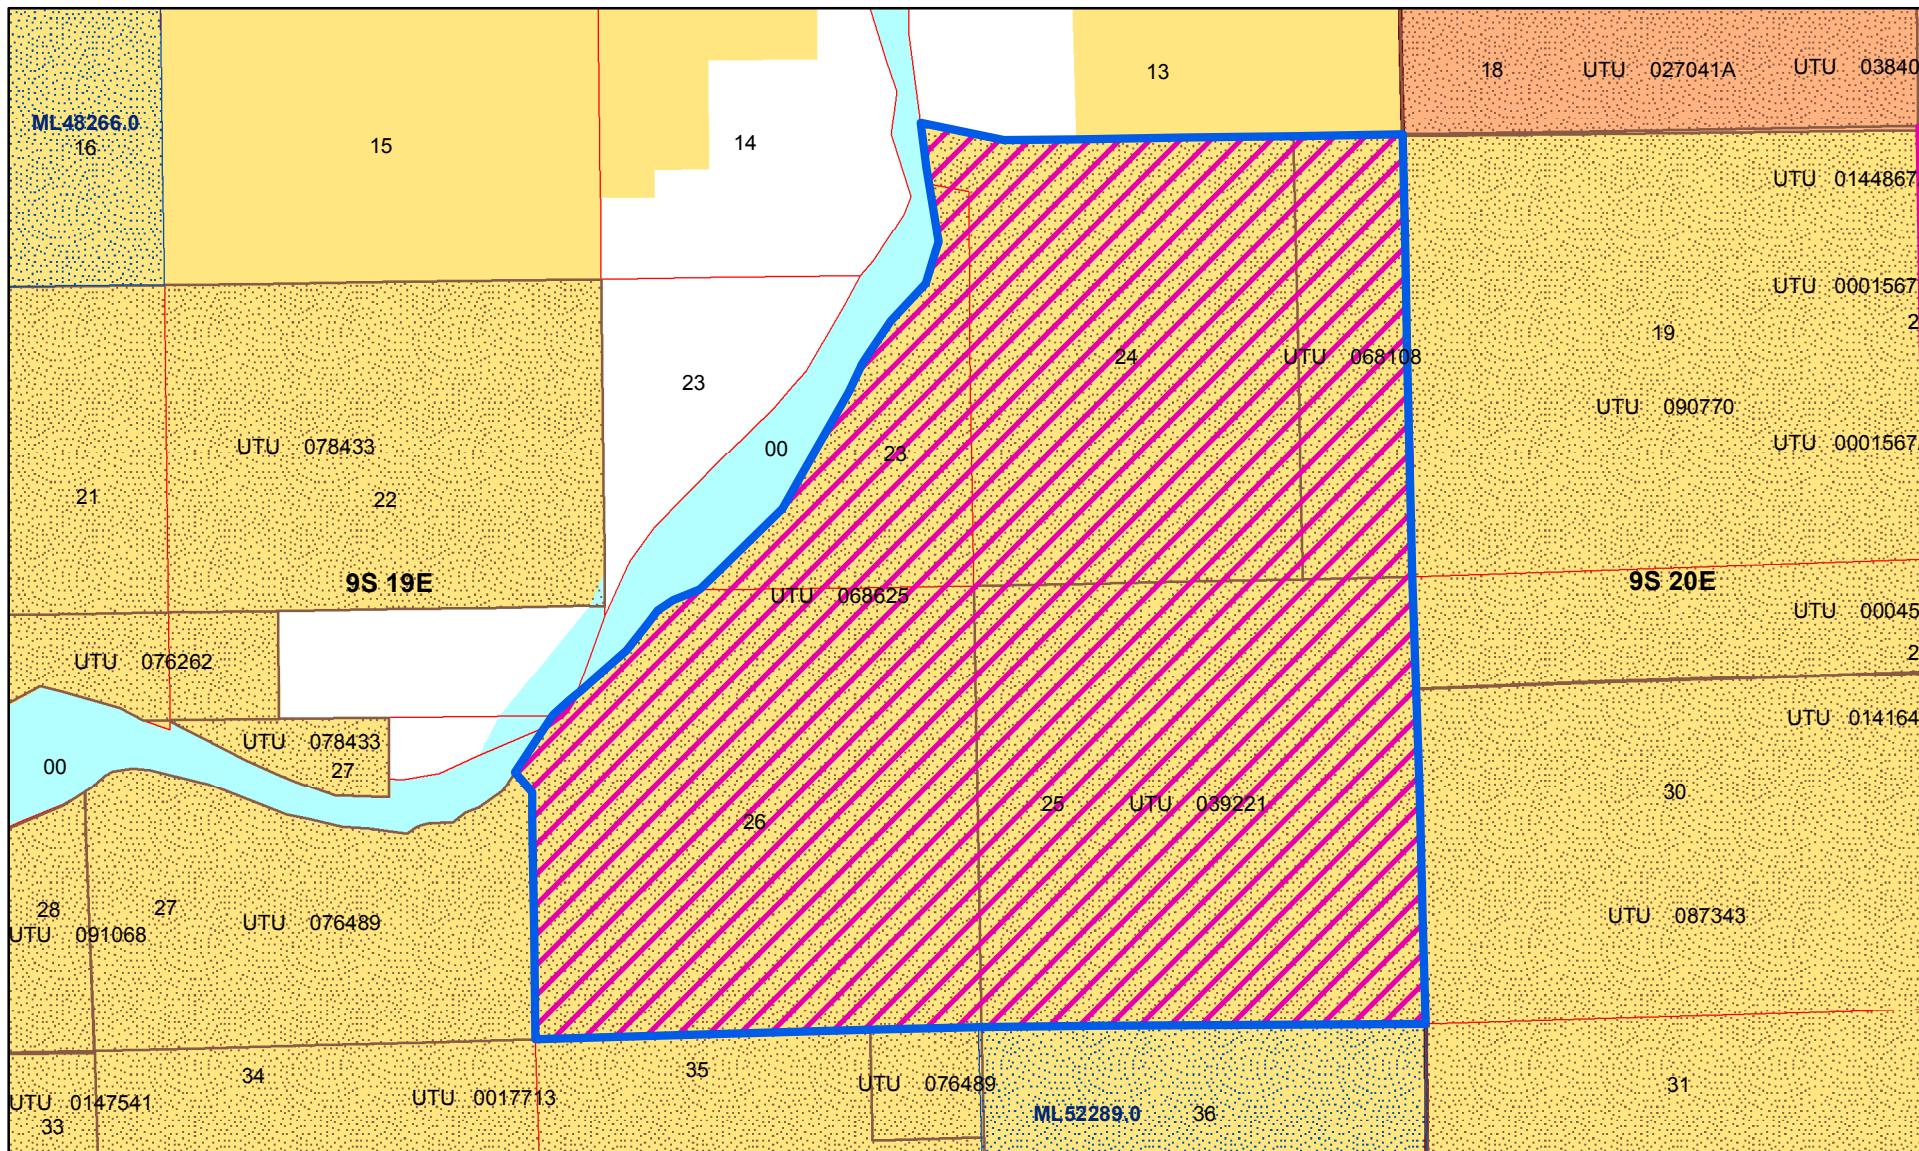 13
18 UTU 027041A UTU 03840
ML48266.0
16
15
14
UTU 0144867
UTU 0001567
2
19
24 UTU 068108
23
UTU 090770
UTU 0001567
UTU 078433
00
23
21
22
9S 19E
9S 20E
UTU 068625
UTU 00045
2
UTU 076262
UTU 014164
UTU 078433
27
00
30
25 UTU 039221
26
28
27
UTU 076489
UTU 091068
UTU 087343
34
35
UTU 076489
31
UTU 0017713
UTU 0147541
33
ML52289.0 36